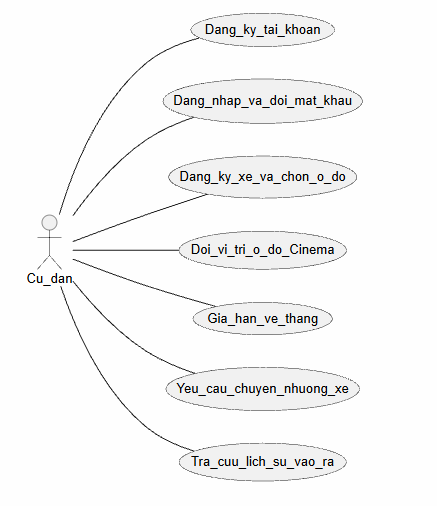 Dang_ky_tai_khoan
Dang_nhap_va_doi_mat_khau
Dang_ky_xe_va_chon_o_do
Doi_vi_tri_o_do_Cinema
Cu_dan
Gia_han_ve_thang
Yeu_cau_chuyen_nhuong_xe
Tra_cuu_lich_su_vao_ra